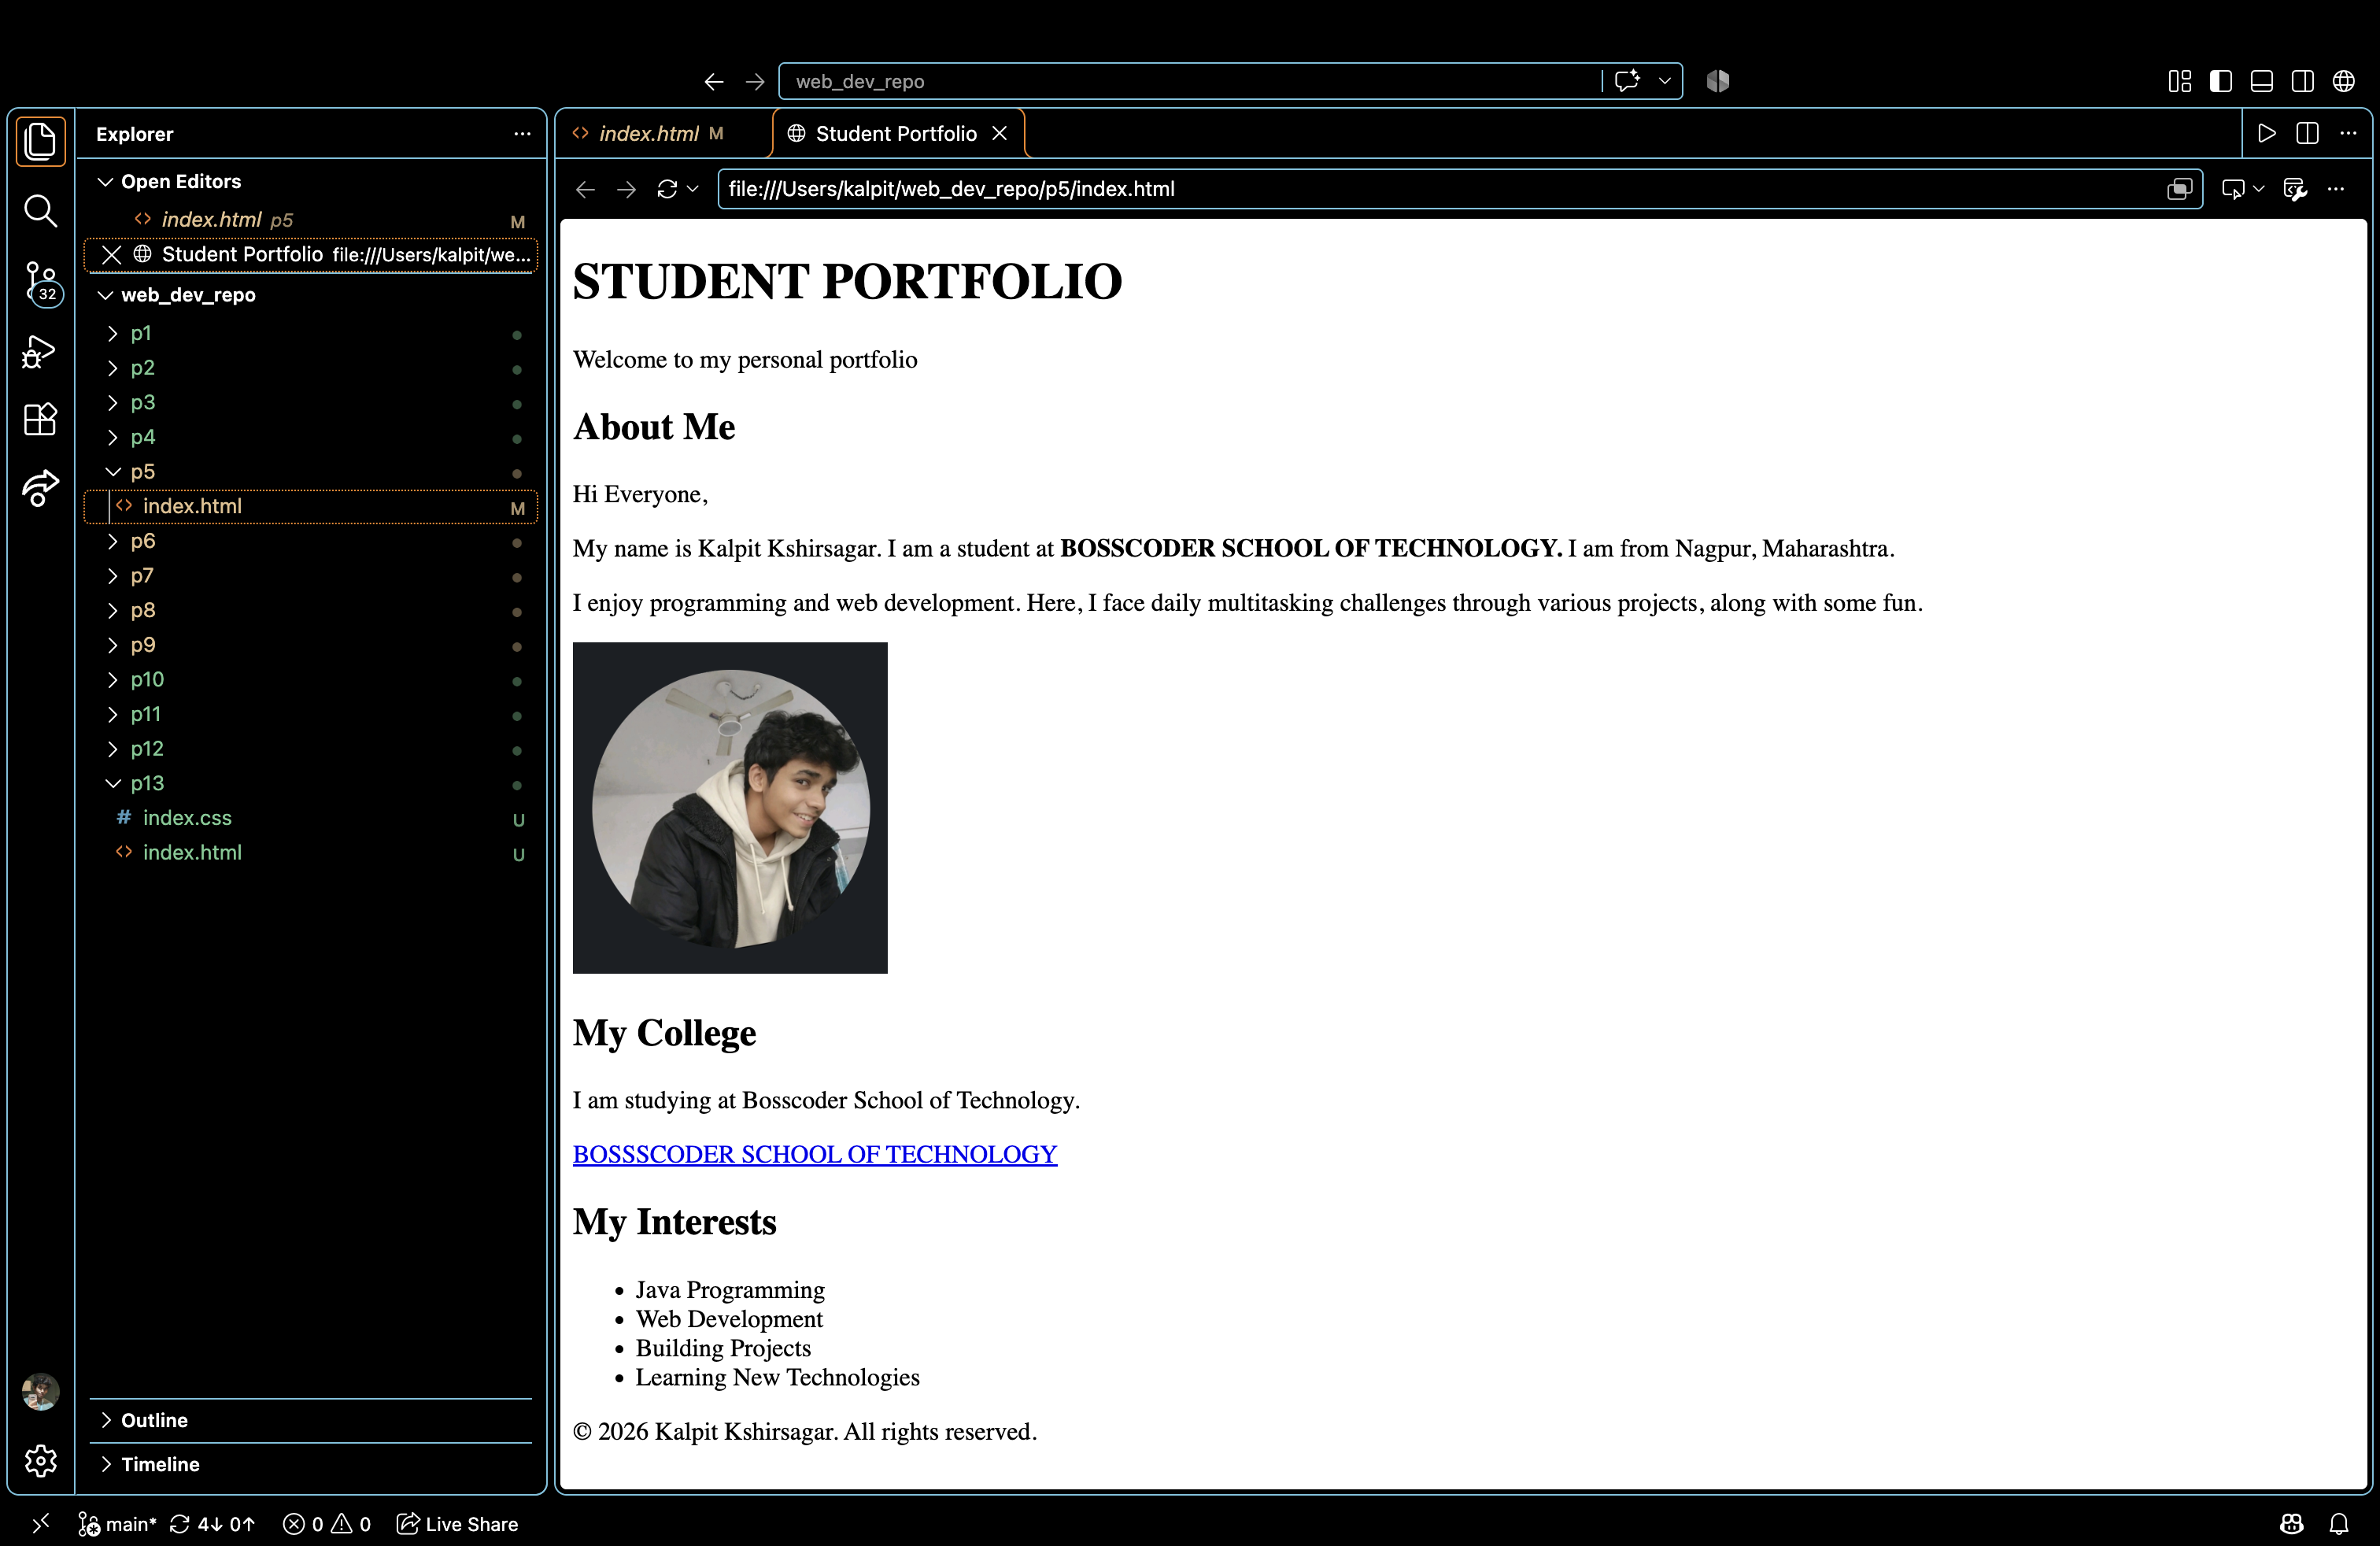 web_dev_repo
Explorer
Open Editors
index.html p5 M
Student Portfolio file:///Users/kalpit/we...
web_dev_repo
p1
p2
p3
p4
p5
index.html M
p6
p7
p8
p9
p10
p11
p12
p13
# index.css U
index.html U
Outline
Timeline
32
index.html M
Student Portfolio
file:///Users/kalpit/web_dev_repo/p5/index.html
STUDENT PORTFOLIO
Welcome to my personal portfolio
About Me
Hi Everyone,
My name is Kalpit Kshirsagar. I am a student at BOSSCODER SCHOOL OF TECHNOLOGY. I am from Nagpur, Maharashtra.
I enjoy programming and web development. Here, I face daily multitasking challenges through various projects, along with some fun.
My College
I am studying at Bosscoder School of Technology.
BOSSSCODER SCHOOL OF TECHNOLOGY
My Interests
• Java Programming
• Web Development
• Building Projects
• Learning New Technologies
© 2026 Kalpit Kshirsagar. All rights reserved.
main* 4↓ 0↑ 0 0 Live Share